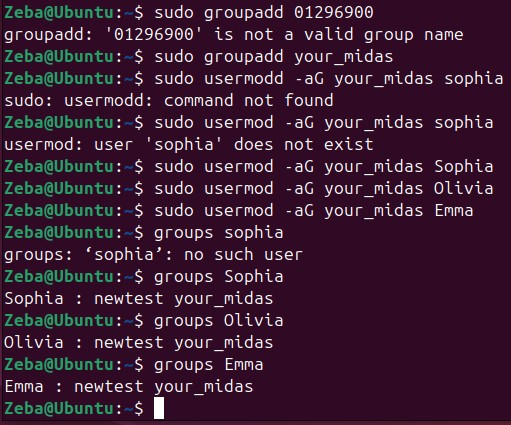 Zeba@Ubuntu:~$ sudo groupadd 01296900
groupadd: '01296900' is not a valid group name
Zeba@Ubuntu:~$ sudo groupadd your_midas
Zeba@Ubuntu:~$ sudo usermodd -aG your_midas sophia
sudo: usermodd: command not found
Zeba@Ubuntu:~$ sudo usermod -aG your_midas sophia
usermod: user 'sophia' does not exist
Zeba@Ubuntu:~$ sudo usermod -aG your_midas Sophia
Zeba@Ubuntu:~$ sudo usermod -aG your_midas Olivia
Zeba@Ubuntu:~$ sudo usermod -aG your_midas Emma
Zeba@Ubuntu:~$ groups sophia
groups: ‘sophia’: no such user
Zeba@Ubuntu:~$ groups Sophia
Sophia : newtest your_midas
Zeba@Ubuntu:~$ groups Olivia
Olivia : newtest your_midas
Zeba@Ubuntu:~$ groups Emma
Emma : newtest your_midas
Zeba@Ubuntu:~$